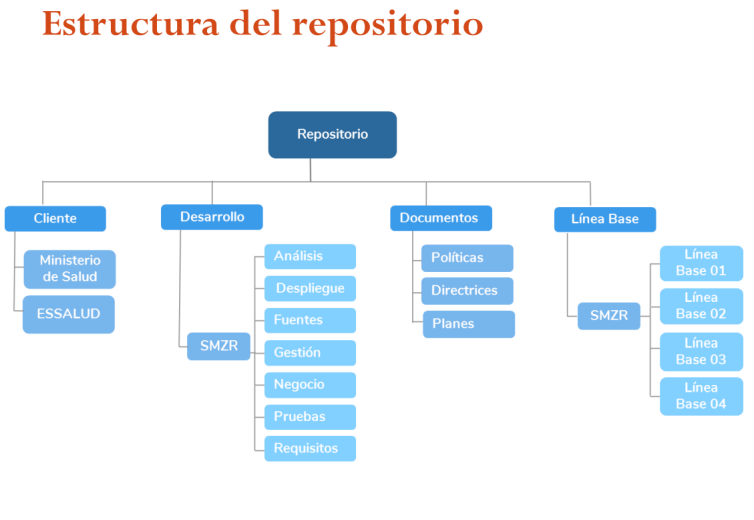 Estructura del repositorio
Repositorio
Cliente
Ministerio
de Salud
ESSALUD
Desarrollo
SMZR
Análisis
Despliegue
Fuentes
Gestión
Negocio
Pruebas
Requisitos
Documentos
Políticas
Directrices
Planes
Línea Base
SMZR
Línea
Base 01
Línea
Base 02
Línea
Base 03
Línea
Base 04